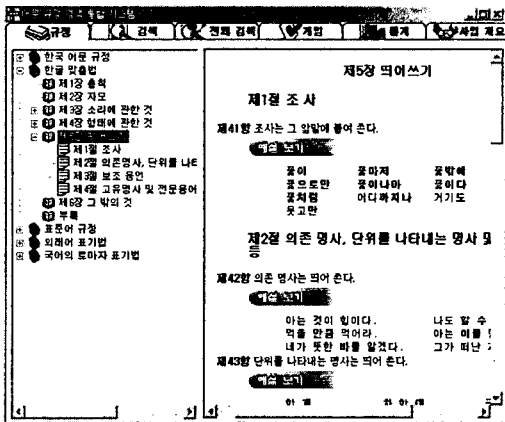 규정 검색 전체 검색 게임 통계 사업 개요
한국 어문 규정
한글 맞춤법
제1장 총칙
제2장 자모
제3장 소리에 관한 것
제4장 형태에 관한 것
제1절 조사
제2절 의존명사, 단위를 나타
제3절 보조 용언
제4절 고유명사 및 전문용어
제6장 그 밖의 것
부록
표준어 규정
외래어 표기법
국어의 로마자 표기법
제5장 띄어쓰기
제1절 조 사
제41항 조사는 그 앞말에 붙여 쓴다.
해설 보기
꽃이 꽃마저 꽃밖에
꽃으로만 꽃이나마 꽃이다
꽃처럼 어디까지나 거기도
웃고만
제2절 의존 명사, 단위를 나타내는 명사 및
등
제42항 의존 명사는 띄어 쓴다.
해설 보기
아는 것이 힘이다. 나도 할 수
먹을 만큼 먹어라. 아는 이를
네가 뜻한 바를 알겠다. 그가 떠난
제43항 단위를 나타내는 명사는 띄어 쓴다.
해설 보기